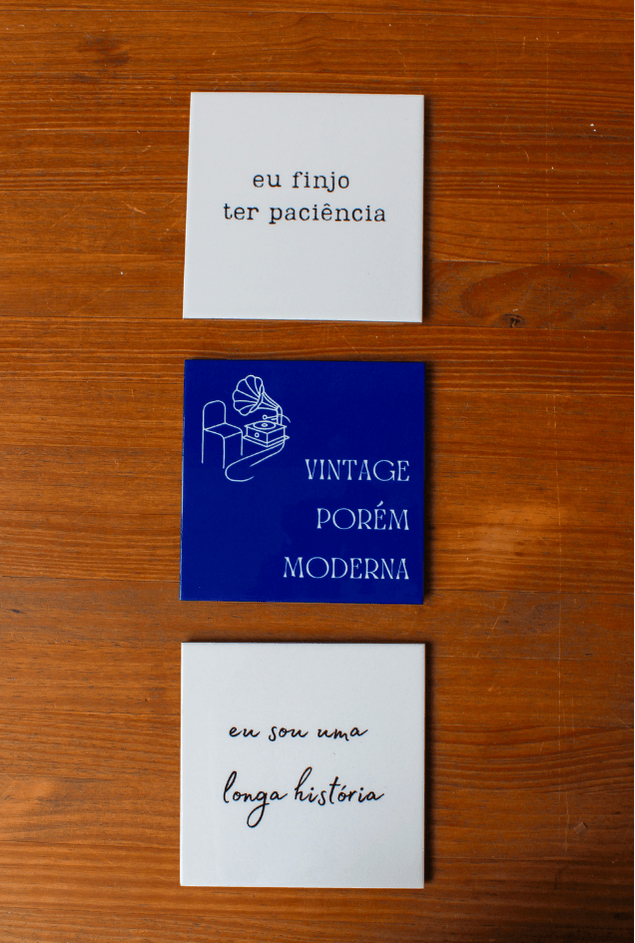 eu finjo
ter paciência
VINTAGE
PORÉM
MODERNA
eu sou uma
longa história